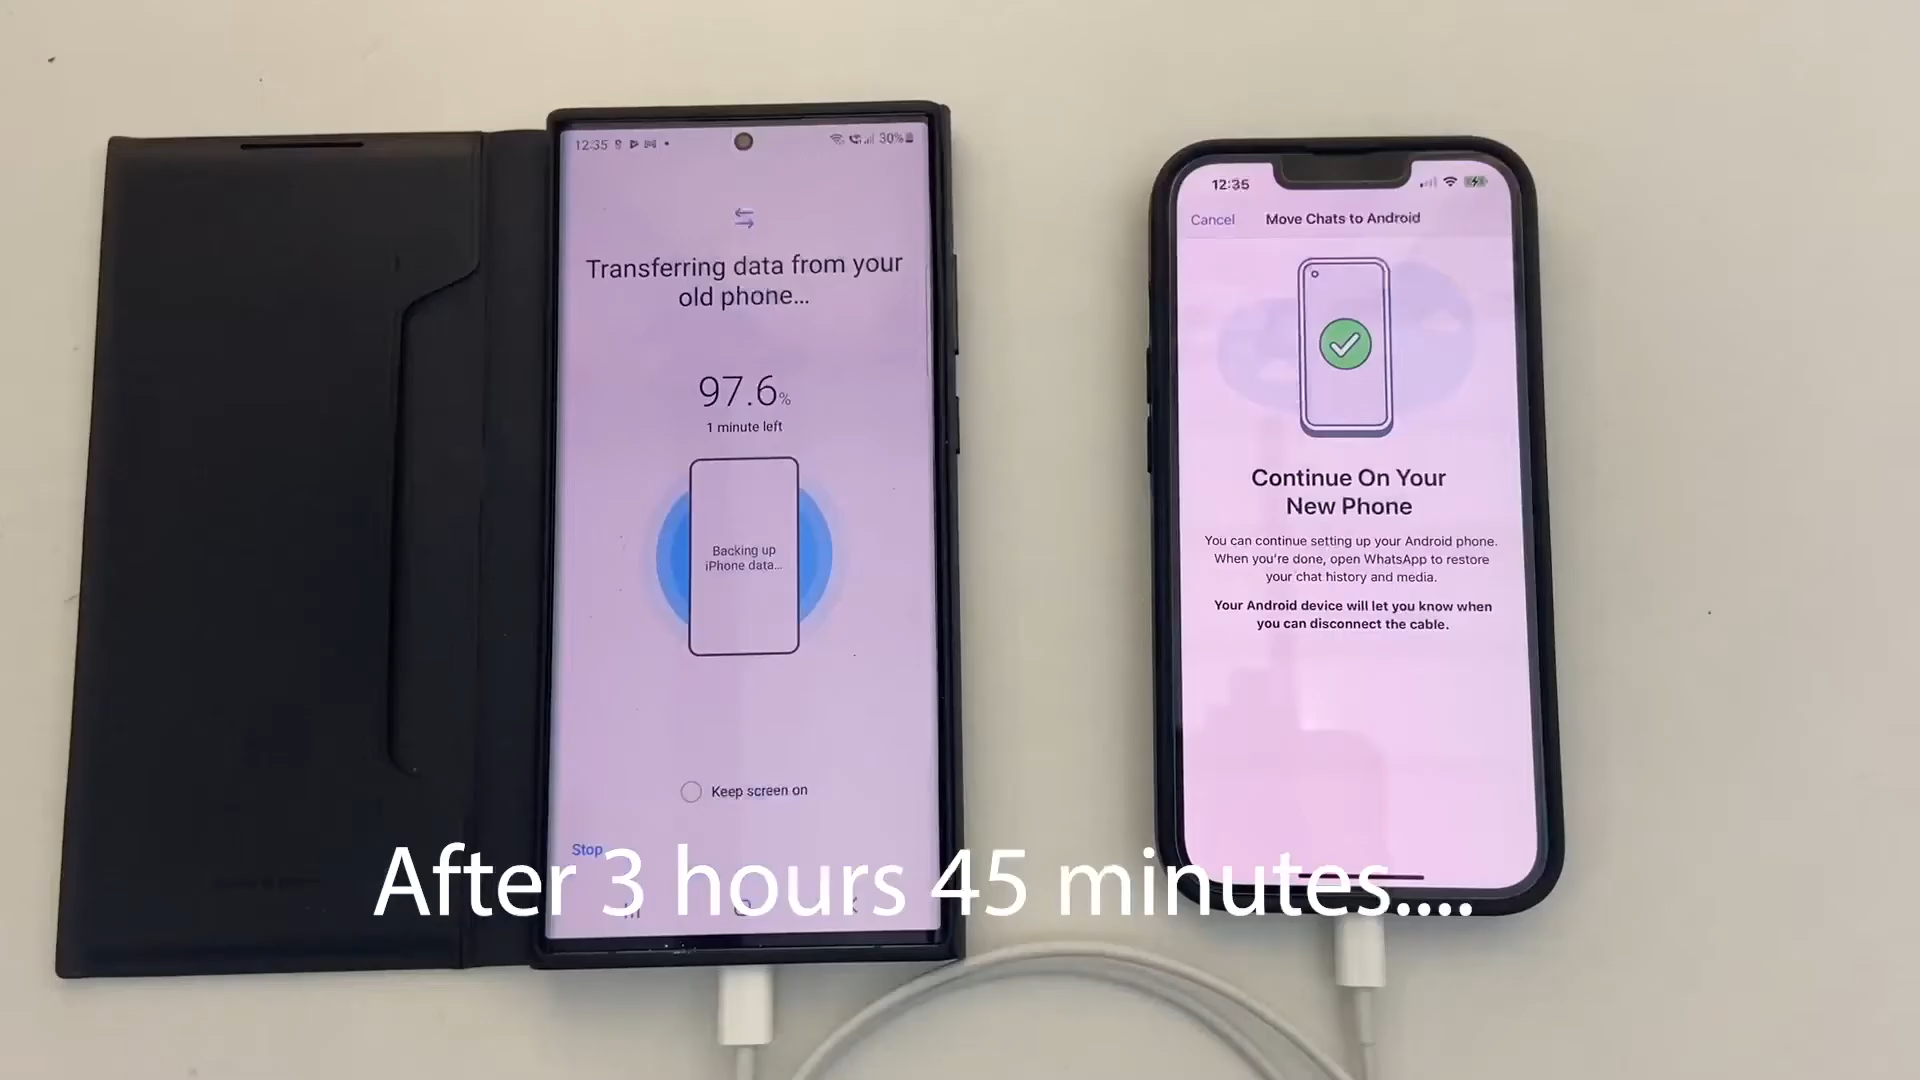 12:35
30%
Transferring data from your
old phone...
97.6%
1 minute left
Backing up
iPhone data...
Keep screen on
Stop
12:35
Cancel
Move Chats to Android
Continue On Your
New Phone
You can continue setting up your Android phone.
When you're done, open WhatsApp to restore
your chat history and media.
Your Android device will let you know when
you can disconnect the cable.
After 3 hours 45 minutes....